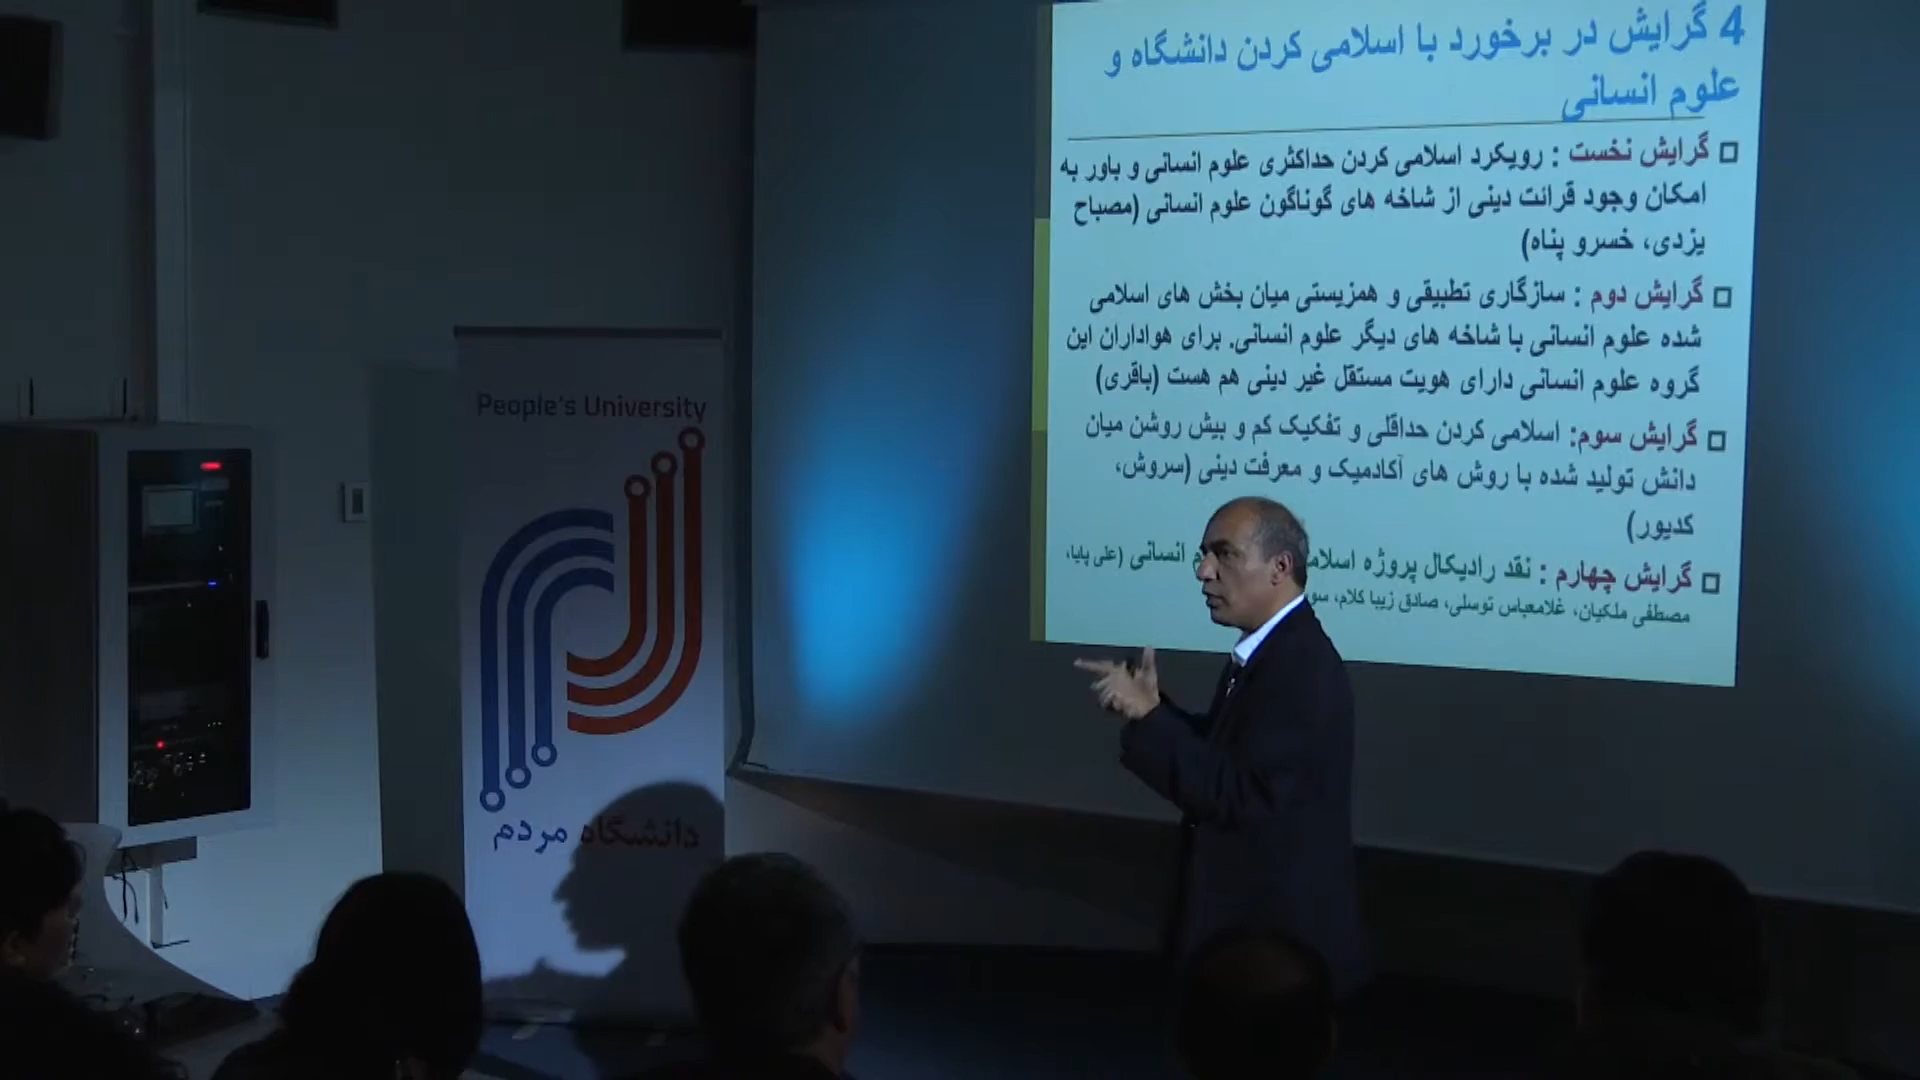 4 گرایش در برخورد با اسلامی کردن دانشگاه و
علوم انسانی
گرایش نخست : رویکرد اسلامی کردن حداکثری علوم انسانی و باور به
امکان وجود قرائت دینی از شاخه های گوناگون علوم انسانی (مصباح
یزدی، خسرو پناه)
گرایش دوم : سازگاری تطبیقی و همزیستی میان بخش های اسلامی
شده علوم انسانی با شاخه های دیگر علوم انسانی. برای هواداران این
گروه علوم انسانی دارای هویت مستقل غیر دینی هم هست (باقری)
گرایش سوم: اسلامی کردن حداقلی و تفکیک کم و بیش روشن میان
دانش تولید شده با روش های آکادمیک و معرفت دینی (سروش،
کدیور)
گرایش چهارم : نقد رادیکال پروژه انسانی (علی پایا،
مصطفی ملکیان، غلامعباس توسلی، صادق زیبا کلام،
People's University
دانشگاه مردم